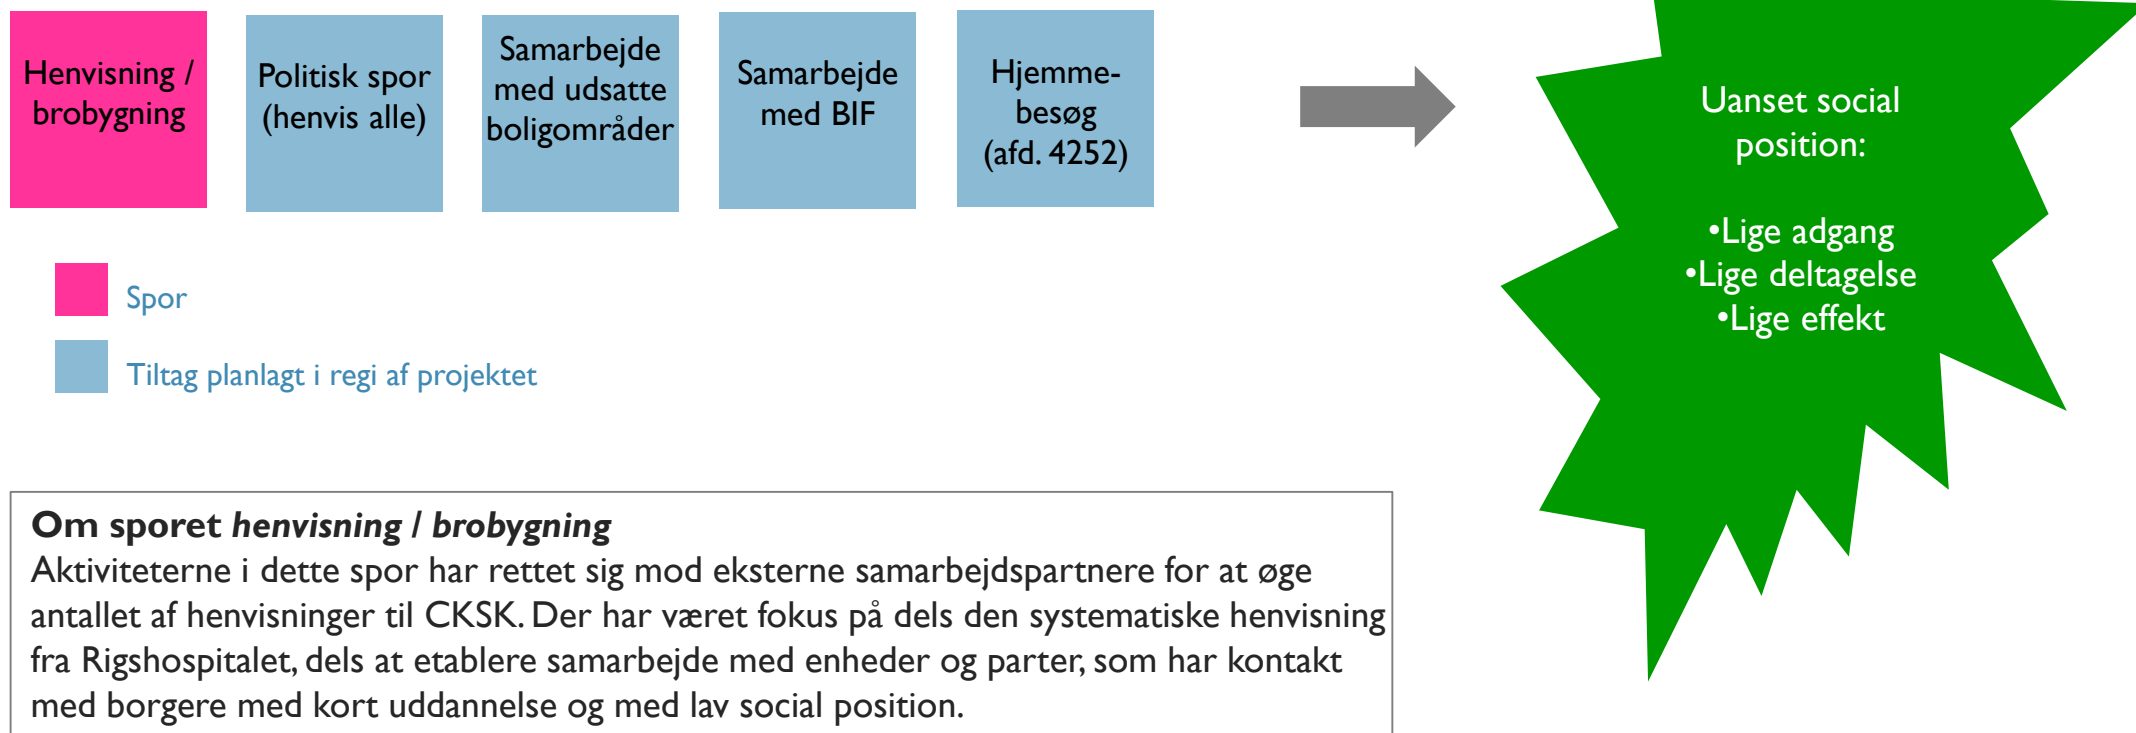 Henvisning /
brobygning
Politisk spor
(henvis alle)
Samarbejde
med udsatte
boligområder
Samarbejde
med BIF
Hjemme-
besøg
(afd. 4252)
Uanset social
position:
•Lige adgang
•Lige deltagelse
•Lige effekt
Spor
Tiltag planlagt i regi af projektet
Om sporet henvisning / brobygning
Aktiviteterne i dette spor har rettet sig mod eksterne samarbejdspartnere for at øge
antallet af henvisninger til CKSK. Der har været fokus på dels den systematiske henvisning
fra Rigshospitalet, dels at etablere samarbejde med enheder og parter, som har kontakt
med borgere med kort uddannelse og med lav social position.